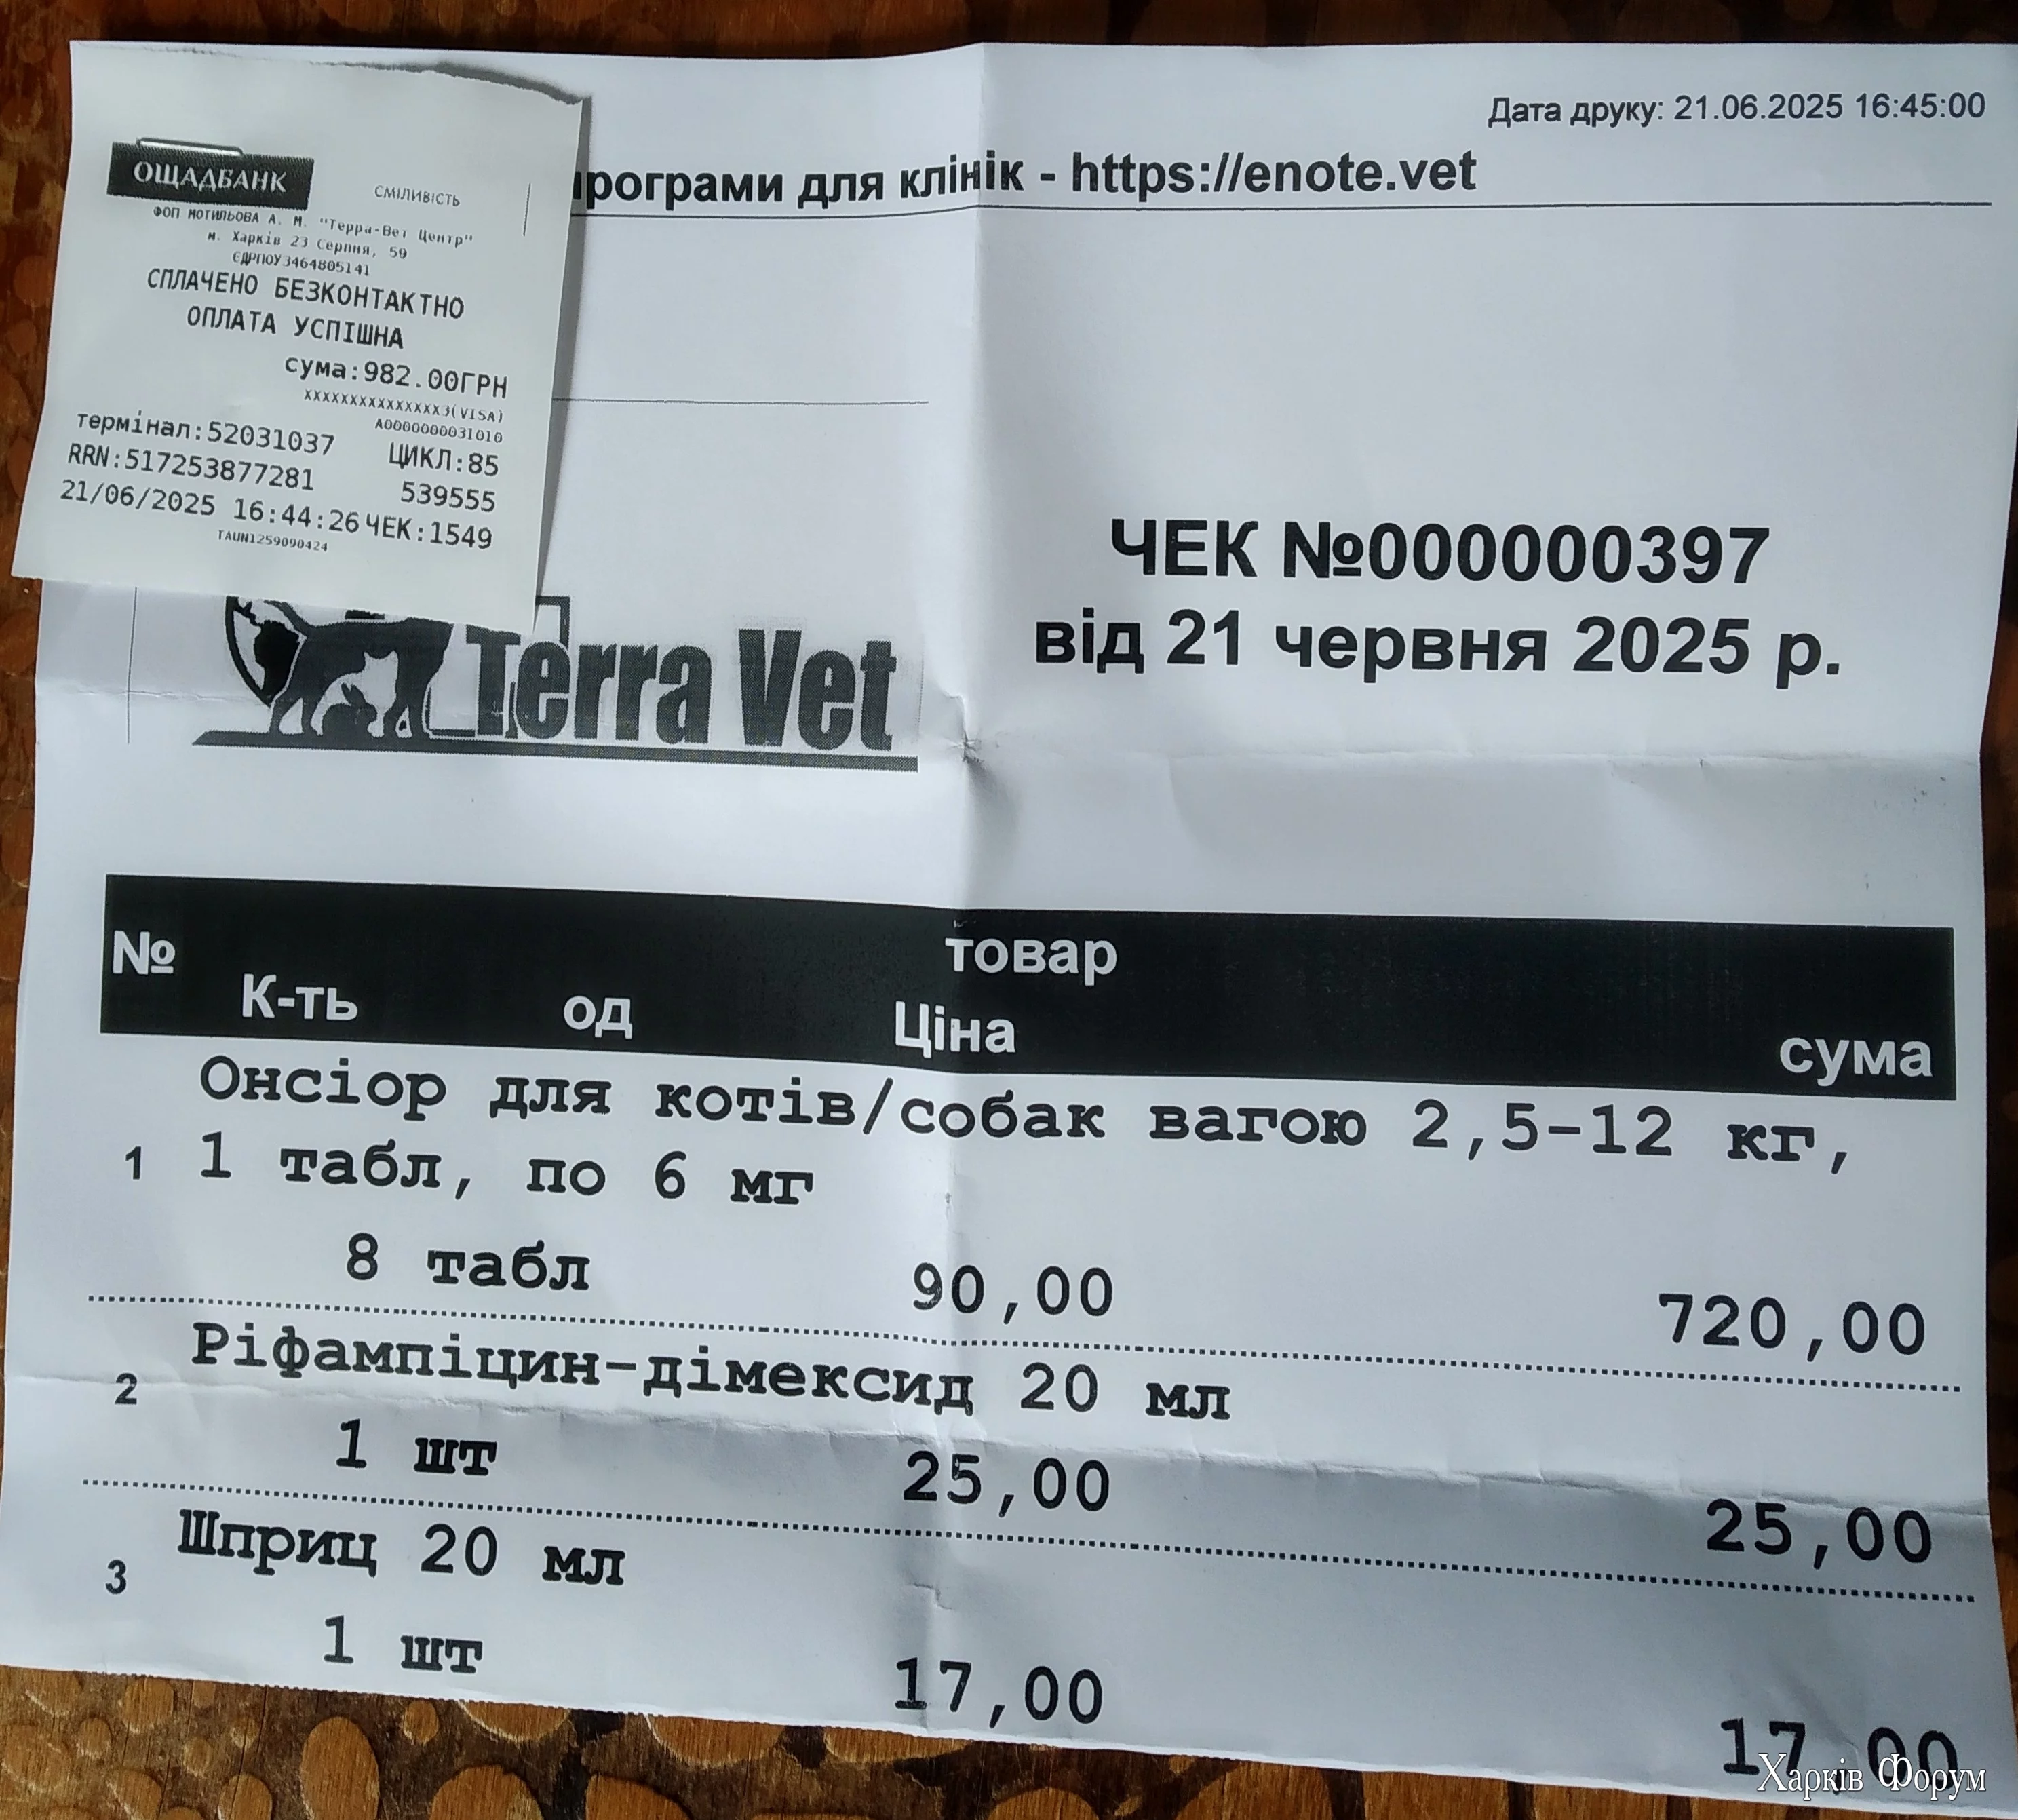 Дата друку: 21.06.2025 16:45:00
програми для клінік - https://enote.vet
ОЩАДБАНК
СМІЛИВІСТЬ
ФОП МОТИЛЬОВА А. М. "Терра-Вет Центр"
м. Харків 23 Серпня, 59
ЄДРПОУ3464805141
СПЛАЧЕНО БЕЗКОНТАКТНО
ОПЛАТА УСПІШНА
сума:982.00ГРН
XXXXXXXXXXXXXXX3(VISA)
A0000000031010
термінал:52031037 ЦИКЛ:85
RRN:517253877281 539555
21/06/2025 16:44:26 ЧЕК:1549
TAUN1259090424
Terra Vet
ЧЕК №000000397
від 21 червня 2025 р.
№ товар
К-ть од Ціна сума
Онсіор для котів/собак вагою 2,5-12 кг,
1 1 табл, по 6 мг
8 табл 90,00 720,00
2 Ріфампіцин-дімексид 20 мл
1 шт 25,00 25,00
3 Шприц 20 мл
1 шт 17,00 17,00
Харків Форум